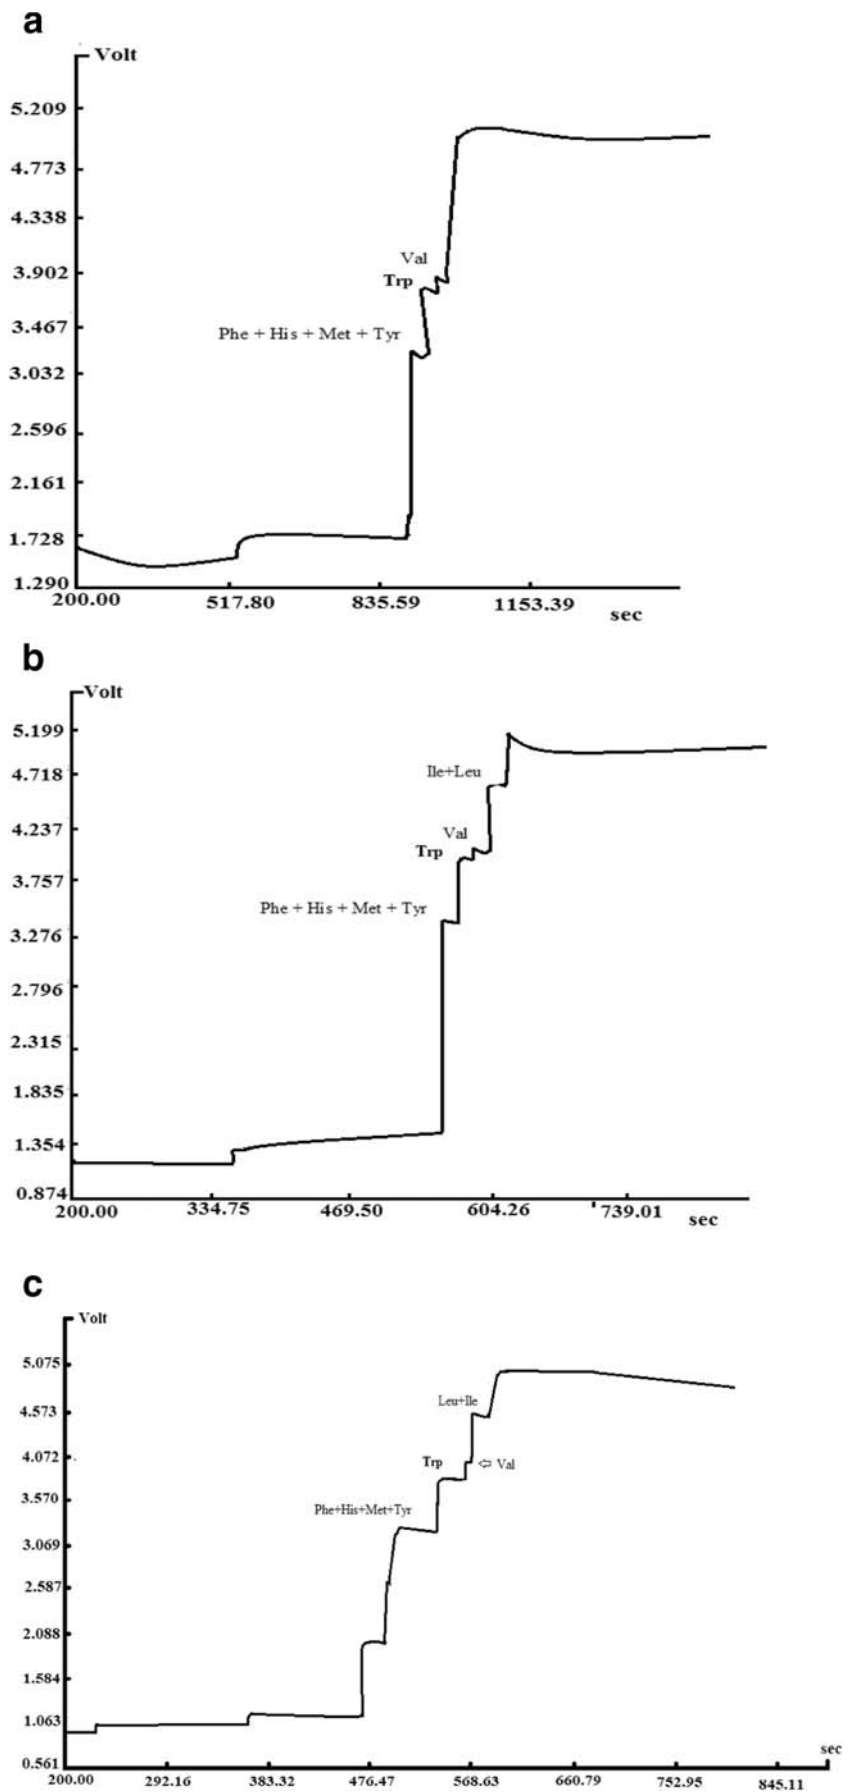 a
Volt
5.209
4.773
4.338
3.902
3.467
3.032
2.596
2.161
1.728
1.290
Val
Trp
Phe + His + Met + Tyr
200.00 517.80 835.59 1153.39
sec
b
Volt
5.199
4.718
4.237
3.757
3.276
2.796
2.315
1.835
1.354
0.874
Ile+Leu
Val
Trp
Phe + His + Met + Tyr
200.00 334.75 469.50 604.26 739.01 sec
c
Volt
5.075
4.573
4.072
3.570
3.069
2.587
2.088
1.584
1.063
0.561
Leu+Ile
Trp
Val
Phe+His+Met+Tyr
sec
200.00 292.16 383.32 476.47 568.63 660.79 752.95 845.11